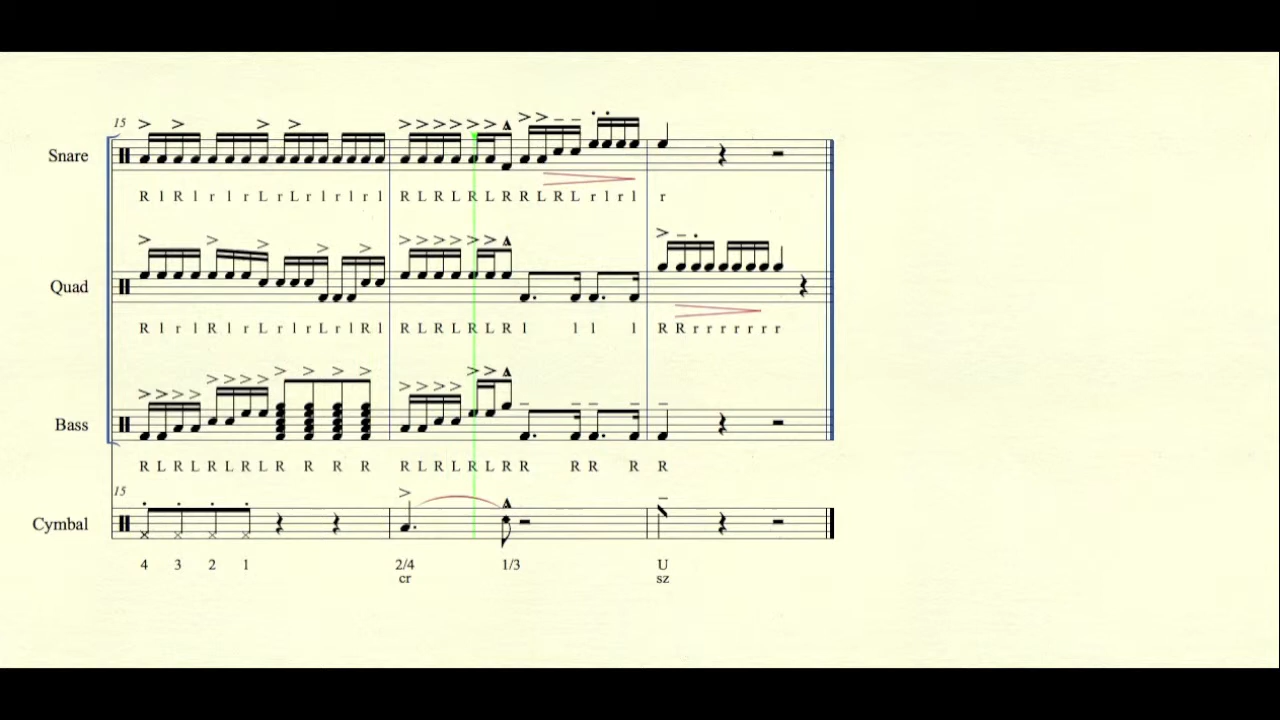 15
Snare
R l R l r l r L r L r l r l r l R L R L R L R R L R L r l r l r
Quad
R l r l R l r L r l r L r l R l R L R L R L R l l l l R R r r r r r r r
Bass
R L R L R L R L R R R R R L R L R L R R R R R R
15
Cymbal
4 3 2 1 2/4 1/3 U
cr sz